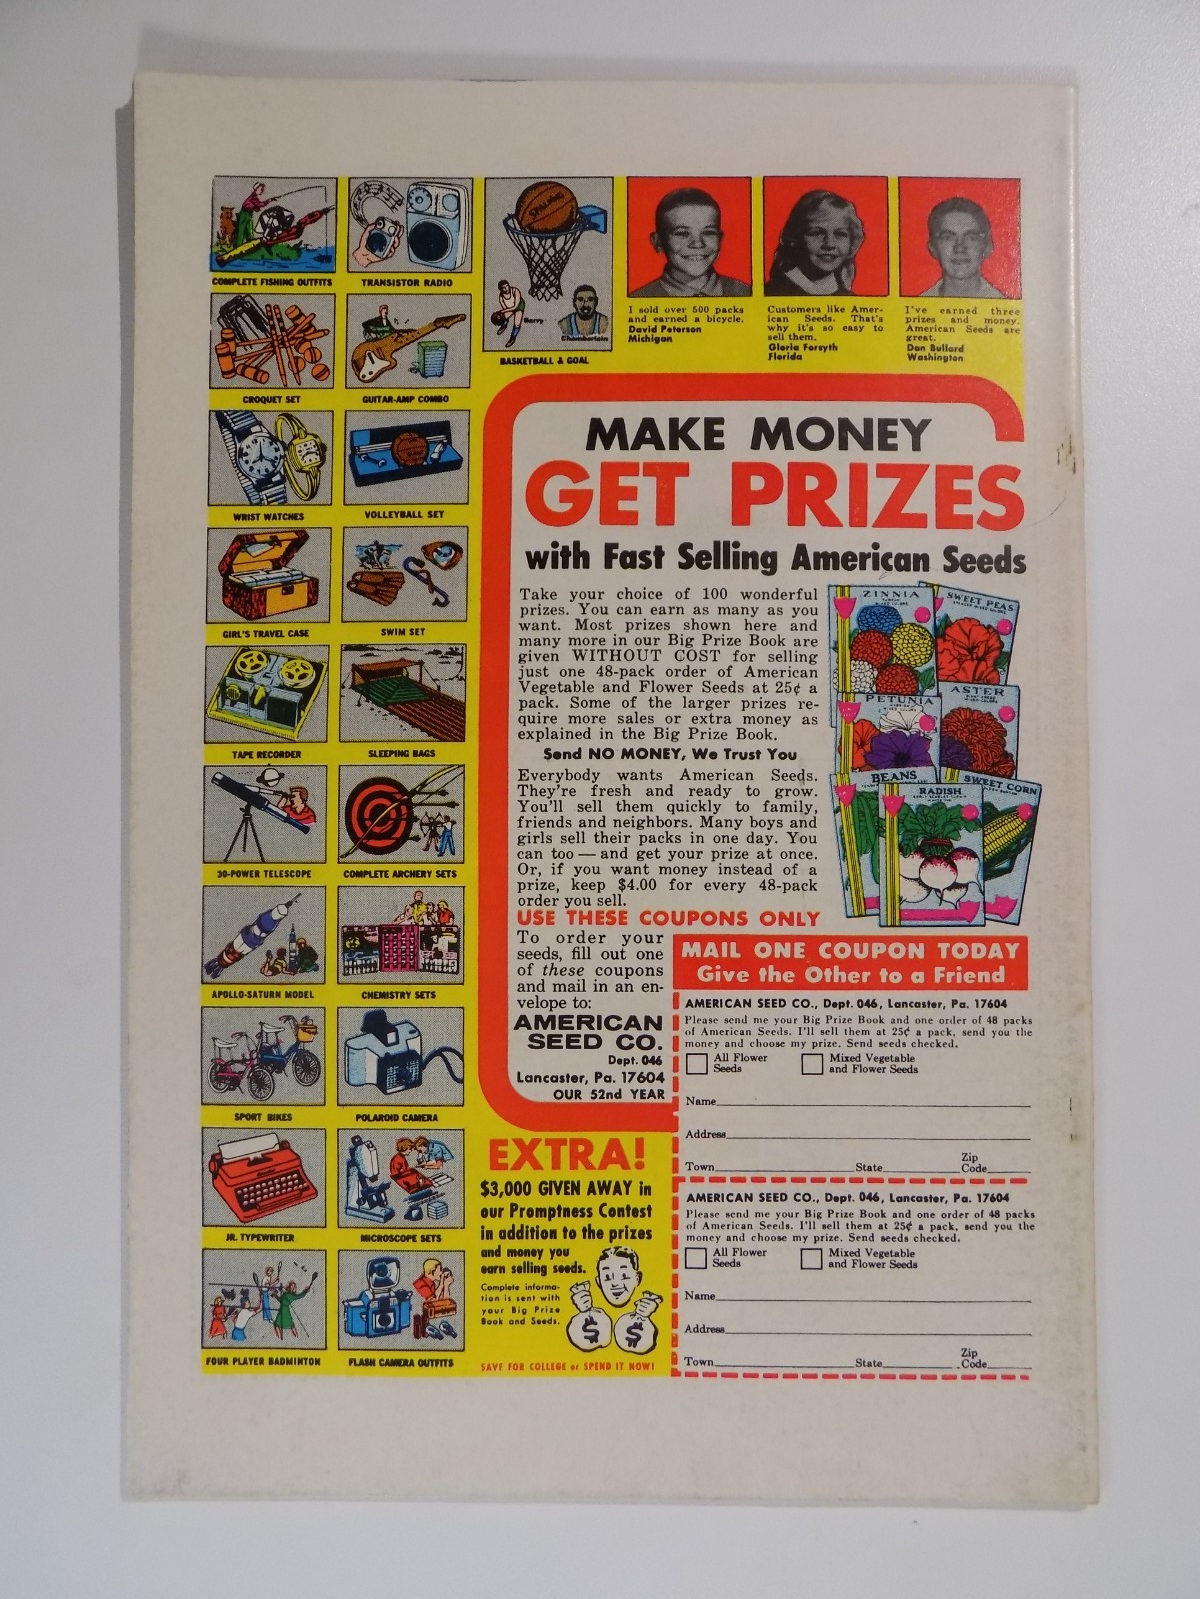 COMPLETE FISHING OUTFITS
TRANSISTOR RADIO
SPALDING
Barry
Chamberlain
BASKETBALL & GOAL
I sold over 500 packs
and earned a bicycle.
David Peterson
Michigan
Customers like Amer-
ican Seeds. That's
why it's so easy to
sell them.
Gloria Forsyth
Florida
I've earned three
prizes and money.
American Seeds are
great.
Dan Bullard
Washington
CROQUET SET
GUITAR-AMP COMBO
WRIST WATCHES
VOLLEYBALL SET
GIRL'S TRAVEL CASE
SWIM SET
TAPE RECORDER
SLEEPING BAGS
30-POWER TELESCOPE
COMPLETE ARCHERY SETS
APOLLO-SATURN MODEL
CHEMISTRY SETS
SPORT BIKES
POLAROID CAMERA
JR. TYPEWRITER
MICROSCOPE SETS
FOUR PLAYER BADMINTON
FLASH CAMERA OUTFITS
MAKE MONEY
GET PRIZES
with Fast Selling American Seeds
Take your choice of 100 wonderful
prizes. You can earn as many as you
want. Most prizes shown here and
many more in our Big Prize Book are
given WITHOUT COST for selling
just one 48-pack order of American
Vegetable and Flower Seeds at 25¢ a
pack. Some of the larger prizes re-
quire more sales or extra money as
explained in the Big Prize Book.
Send NO MONEY, We Trust You
Everybody wants American Seeds.
They're fresh and ready to grow.
You'll sell them quickly to family,
friends and neighbors. Many boys and
girls sell their packs in one day. You
can too — and get your prize at once.
Or, if you want money instead of a
prize, keep $4.00 for every 48-pack
order you sell.
USE THESE COUPONS ONLY
ZINNIA
SWEET PEAS
PETUNIA
ASTER
BEANS
RADISH
SWEET CORN
To order your
seeds, fill out one
of these coupons
and mail in an en-
velope to:
AMERICAN
SEED CO.
Dept. 046
Lancaster, Pa. 17604
OUR 52nd YEAR
EXTRA!
$3,000 GIVEN AWAY in
our Promptness Contest
in addition to the prizes
and money you
earn selling seeds.
Complete informa-
tion is sent with
your Big Prize
Book and Seeds.
$ $
SAVE FOR COLLEGE or SPEND IT NOW!
MAIL ONE COUPON TODAY
Give the Other to a Friend
AMERICAN SEED CO., Dept. 046, Lancaster, Pa. 17604
Please send me your Big Prize Book and one order of 48 packs
of American Seeds. I'll sell them at 25¢ a pack, send you the
money and choose my prize. Send seeds checked.
All Flower Seeds
Mixed Vegetable and Flower Seeds
Name
Address
Town State Zip Code
AMERICAN SEED CO., Dept. 046, Lancaster, Pa. 17604
Please send me your Big Prize Book and one order of 48 packs
of American Seeds. I'll sell them at 25¢ a pack, send you the
money and choose my prize. Send seeds checked.
All Flower Seeds
Mixed Vegetable and Flower Seeds
Name
Address
Town State Zip Code